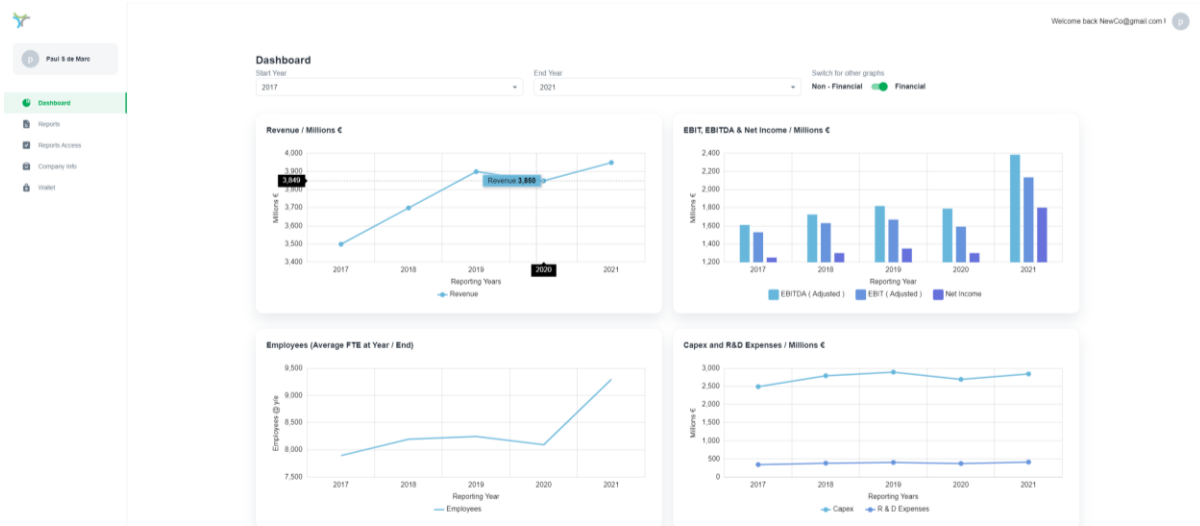 Welcome back NewCo@gmail.com !
p
p
Paul S de Marc
Dashboard
Reports
Reports Access
Company Info
Wallet
Dashboard
Start Year
End Year
Switch for other graphs
2017
2021
Non - Financial
Financial
Revenue / Millions €
4,000
3,900
3,849
3,800
3,700
3,600
3,500
3,400
Millions €
Revenue 3,850
2017
2018
2019
2020
2021
Reporting Years
Revenue
EBIT, EBITDA & Net Income / Millions €
2,400
2,200
2,000
1,800
1,600
1,400
1,200
Millions €
2017
2018
2019
2020
2021
Reporting Year
EBITDA ( Adjusted )
EBIT ( Adjusted )
Net Income
Employees (Average FTE at Year / End)
9,500
9,000
8,500
8,000
7,500
Employees @ y/e
2017
2018
2019
2020
2021
Reporting Year
Employees
Capex and R&D Expenses / Millions €
3,000
2,500
2,000
1,500
1,000
500
0
Millions €
2017
2018
2019
2020
2021
Reporting Years
Capex
R & D Expenses